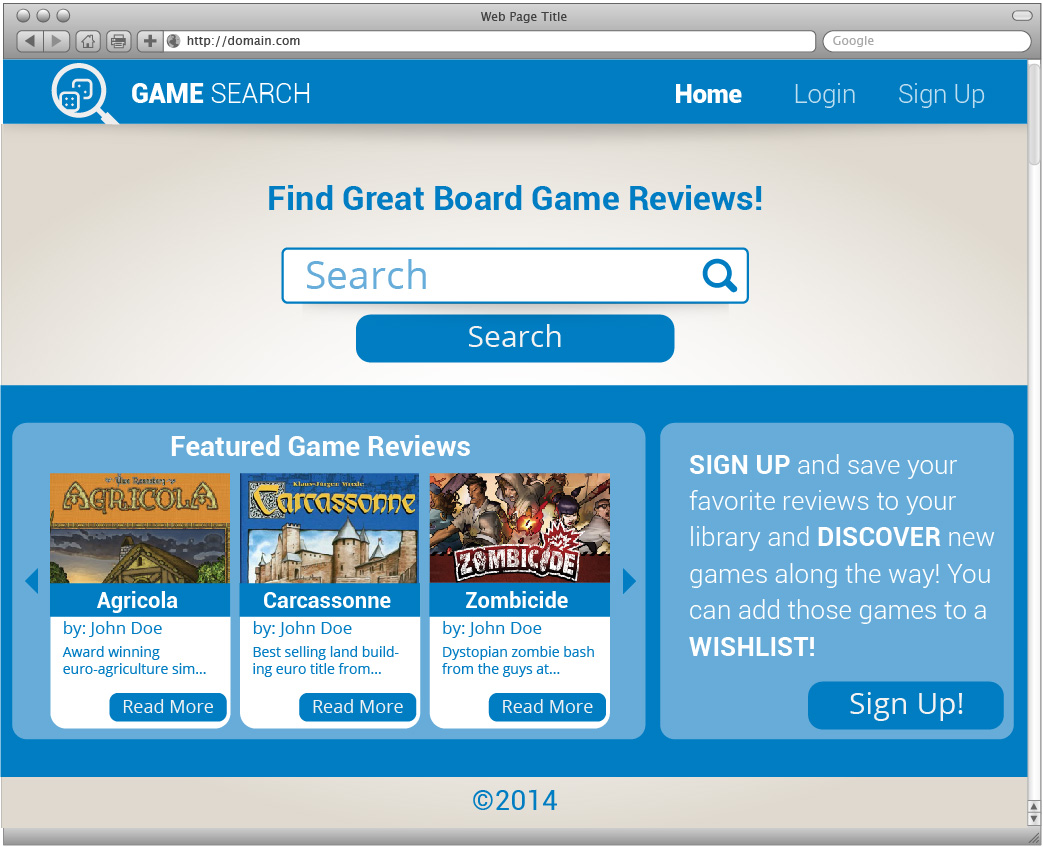 Web Page Title
http://domain.com
Google
GAME SEARCH
Home
Login
Sign Up
Find Great Board Game Reviews!
Search
Search
Featured Game Reviews
AGRICOLA
Agricola
by: John Doe
Award winning
euro-agriculture sim...
Read More
Klaus-Jürgen Wrede
Carcassonne
Carcassonne
by: John Doe
Best selling land build-
ing euro title from...
Read More
ZOMBICIDE
Zombicide
by: John Doe
Dystopian zombie bash
from the guys at...
Read More
SIGN UP and save your
favorite reviews to your
library and DISCOVER new
games along the way! You
can add those games to a
WISHLIST!
Sign Up!
©2014